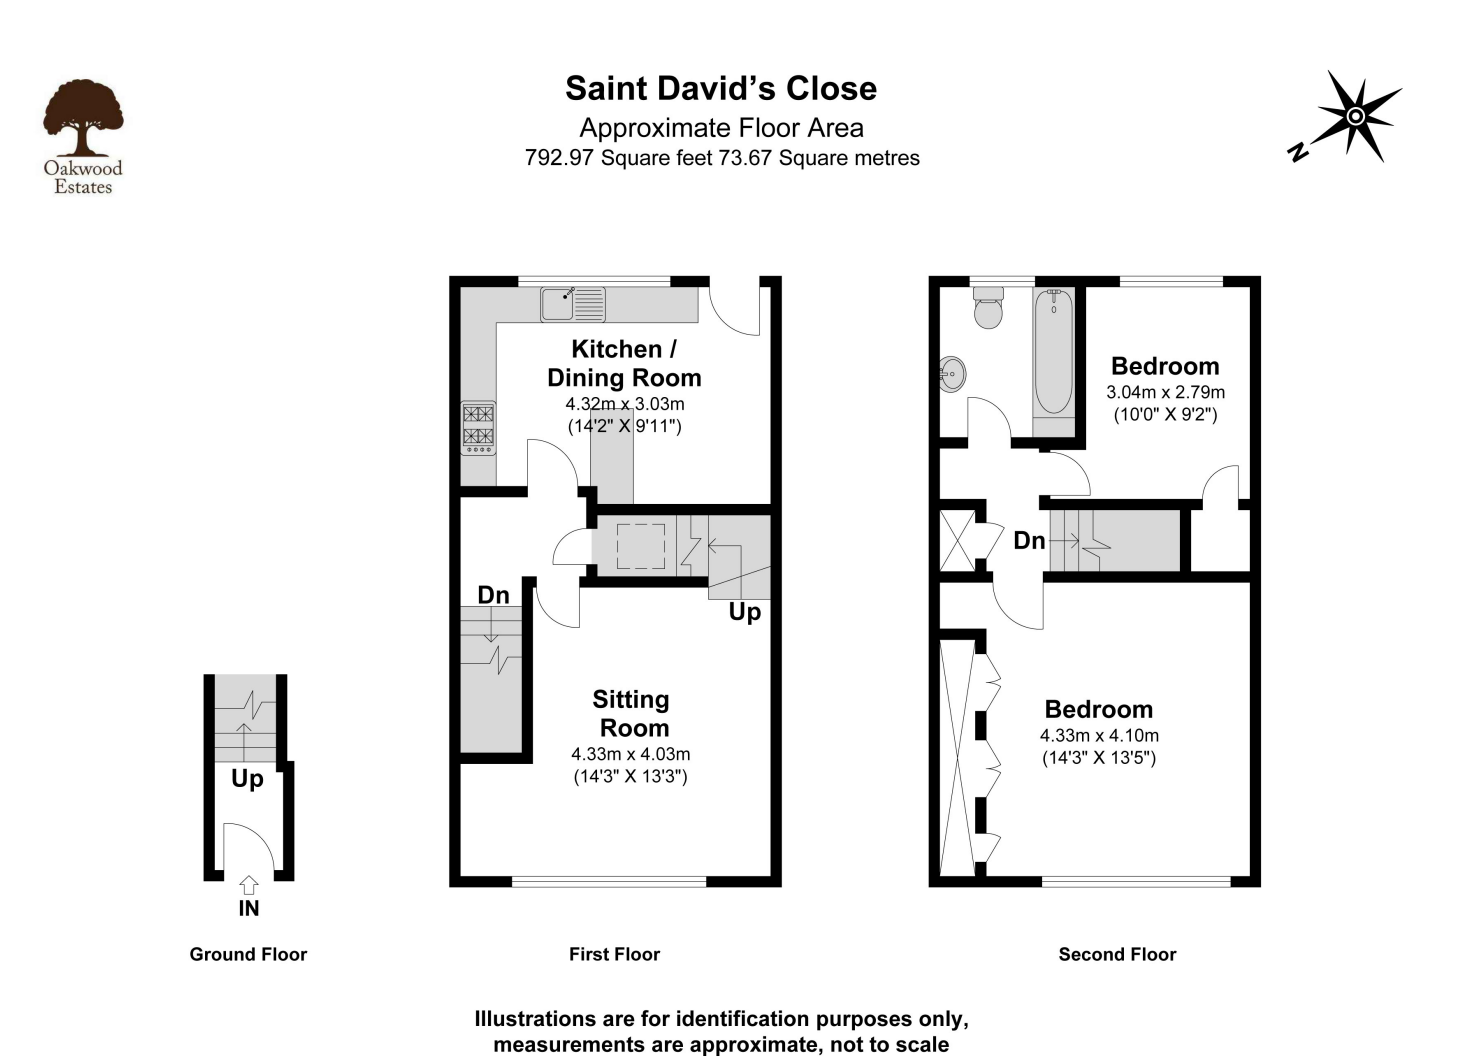 Saint David’s Close
Approximate Floor Area
792.97 Square feet 73.67 Square metres
Oakwood
Estates
N
Kitchen /
Dining Room
4.32m x 3.03m
(14'2" X 9'11")
Dn
Up
Sitting
Room
4.33m x 4.03m
(14'3" X 13'3")
Bedroom
3.04m x 2.79m
(10'0" X 9'2")
Dn
Bedroom
4.33m x 4.10m
(14'3" X 13'5")
Up
IN
Ground Floor
First Floor
Second Floor
Illustrations are for identification purposes only,
measurements are approximate, not to scale